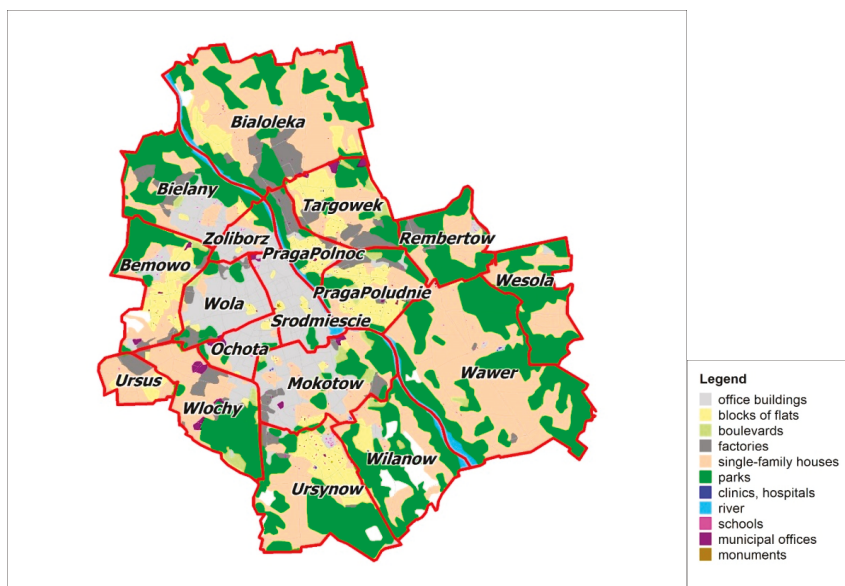 Bialoleka
Bielany
Targowek
Zoliborz
Rembertow
PragaPolnoc
Bemowo
Wesola
PragaPoludnie
Wola
Srodmiescie
Ochota
Wawer
Ursus
Mokotow
Wlochy
Wilanow
Ursynow
Legend
office buildings
blocks of flats
boulevards
factories
single-family houses
parks
clinics, hospitals
river
schools
municipal offices
monuments